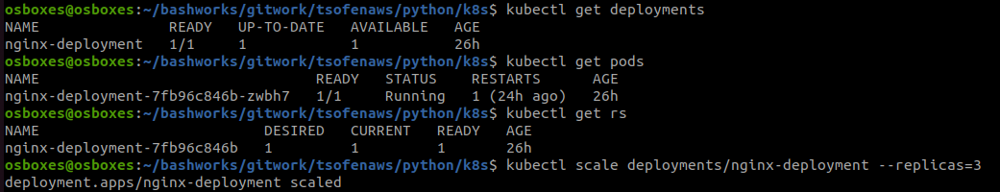 osboxes@osboxes:~/bashworks/gitwork/tsofenaws/python/k8s$ kubectl get deployments
NAME                READY   UP-TO-DATE   AVAILABLE   AGE
nginx-deployment   1/1     1            1           26h
osboxes@osboxes:~/bashworks/gitwork/tsofenaws/python/k8s$ kubectl get pods
NAME                                READY   STATUS    RESTARTS      AGE
nginx-deployment-7fb96c846b-zwbh7   1/1     Running   1 (24h ago)   26h
osboxes@osboxes:~/bashworks/gitwork/tsofenaws/python/k8s$ kubectl get rs
NAME                          DESIRED   CURRENT   READY   AGE
nginx-deployment-7fb96c846b   1         1         1       26h
osboxes@osboxes:~/bashworks/gitwork/tsofenaws/python/k8s$ kubectl scale deployments/nginx-deployment --replicas=3
deployment.apps/nginx-deployment scaled